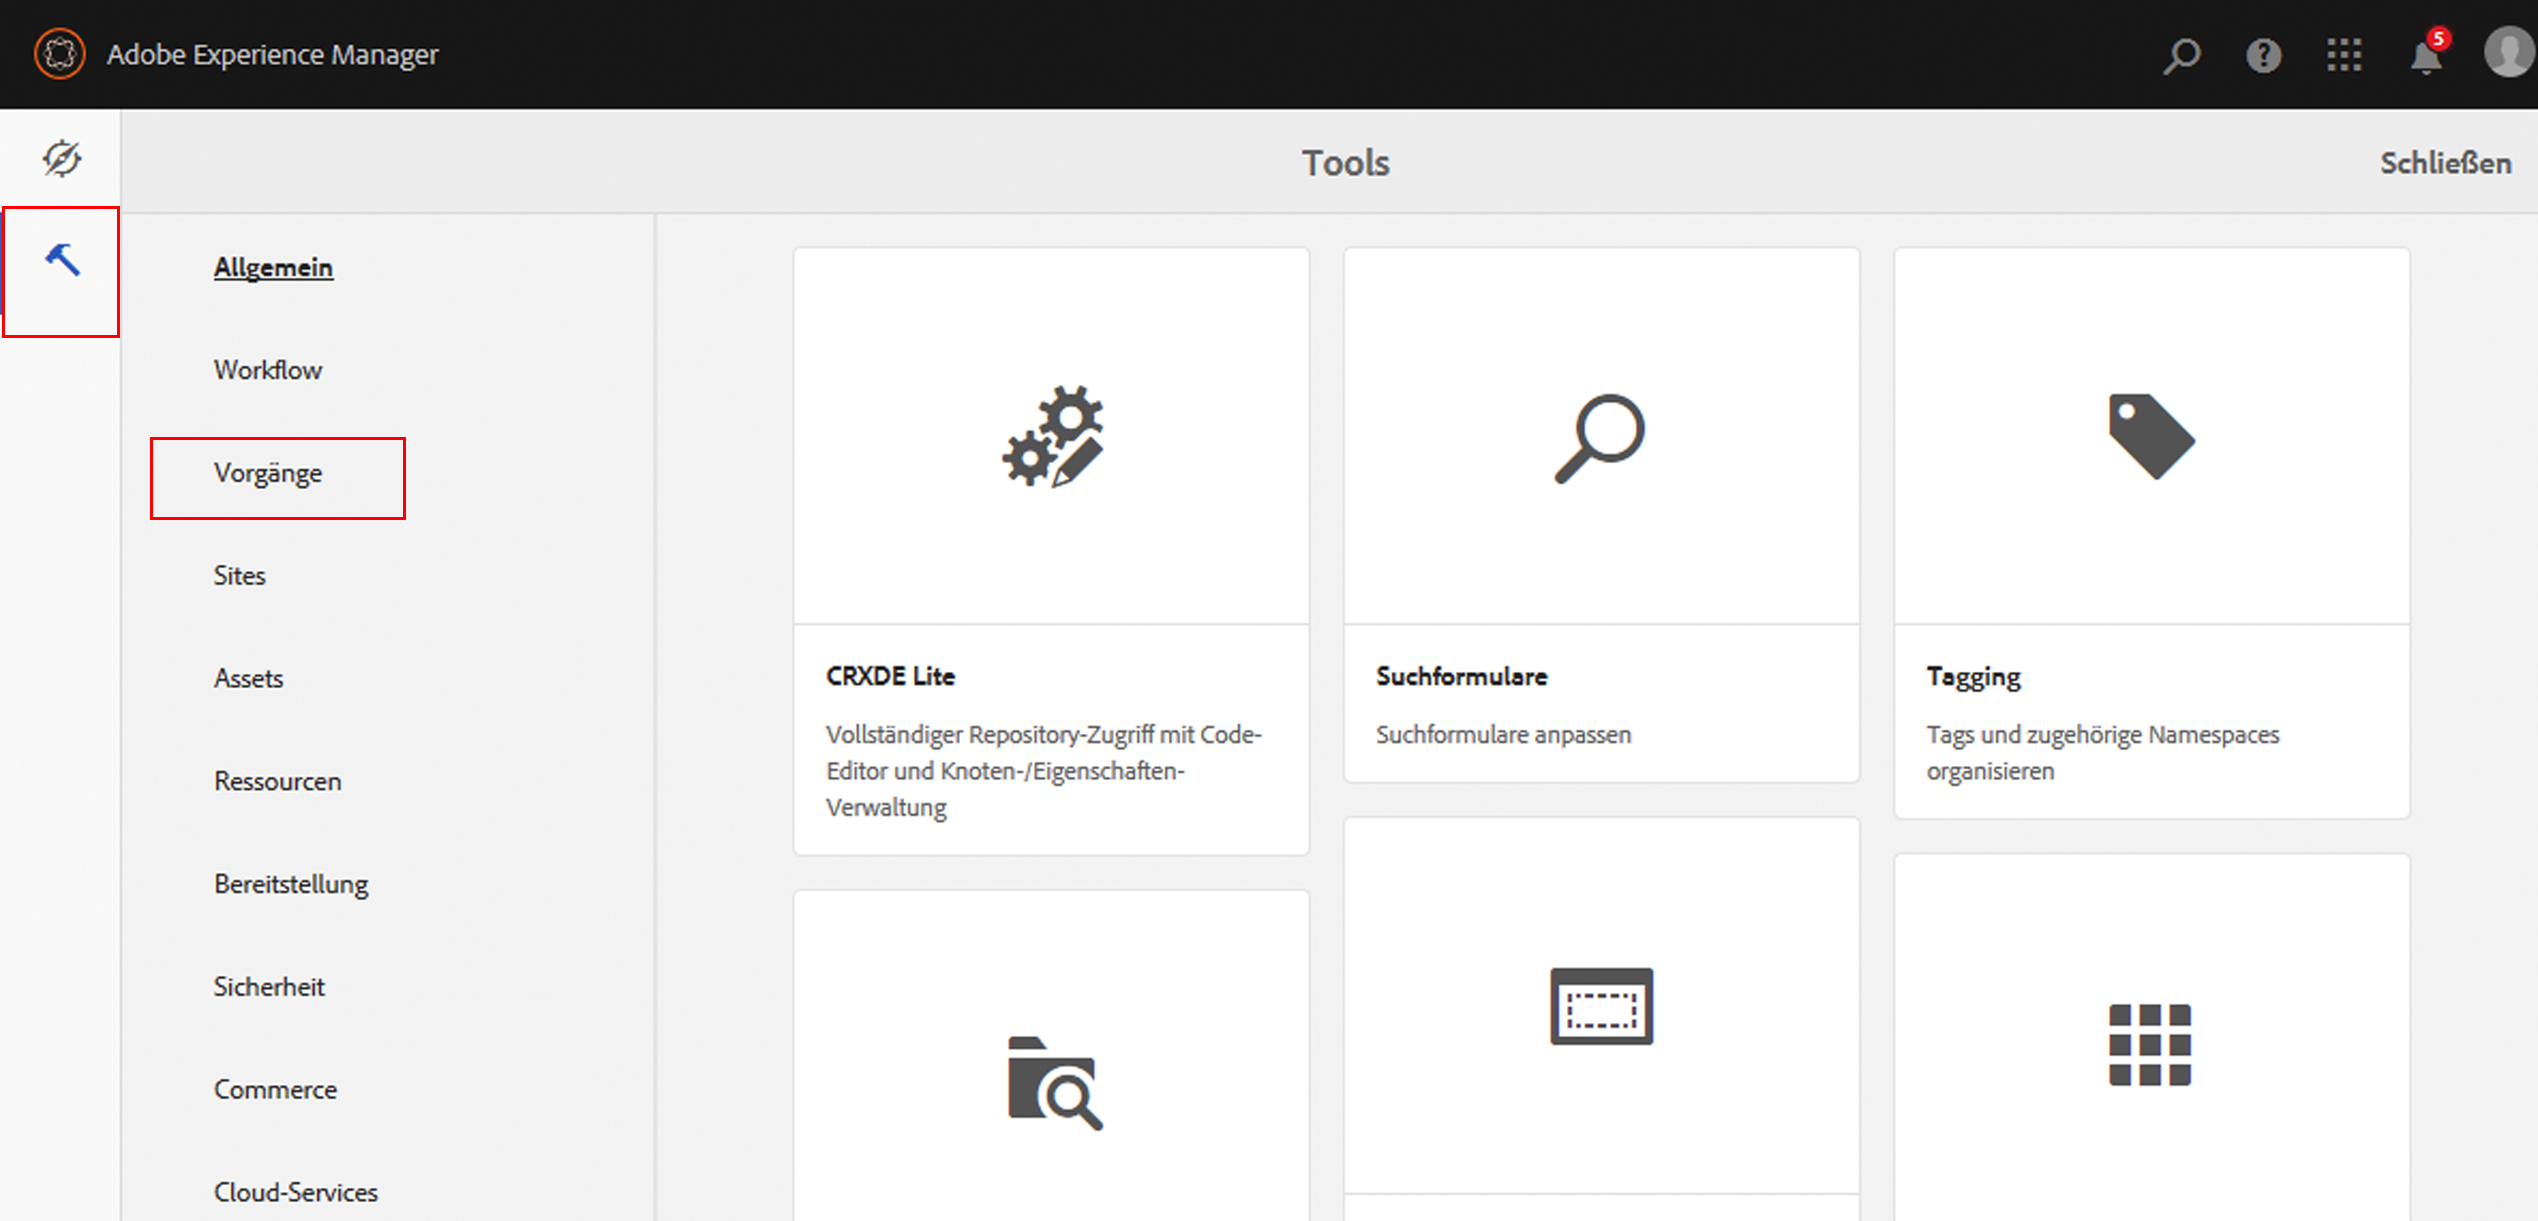 Adobe Experience Manager
5
Tools
Schließen
Allgemein
Workflow
Vorgänge
Sites
Assets
Ressourcen
Bereitstellung
Sicherheit
Commerce
Cloud-Services
CRXDE Lite
Vollständiger Repository-Zugriff mit Code-
Editor und Knoten-/Eigenschaften-
Verwaltung
Suchformulare
Suchformulare anpassen
Tagging
Tags und zugehörige Namespaces
organisieren